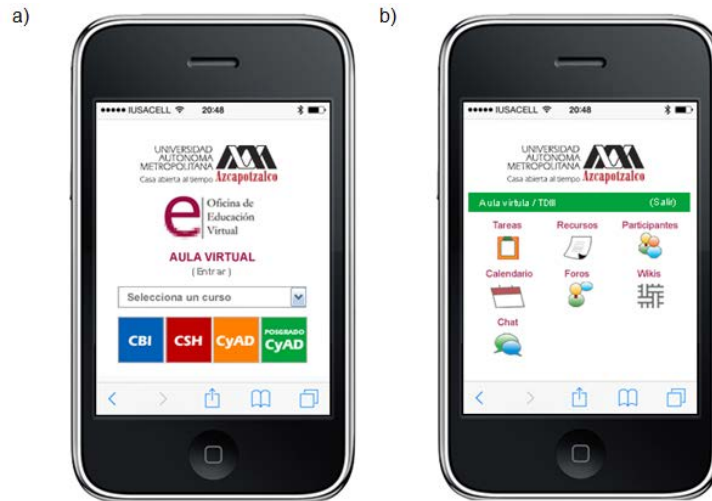 a)
IUSACELL 20:48
UNIVERSIDAD
AUTONOMA
METROPOLITANA
Casa abierta al tiempo Azcapotzalco
e Oficina de
Educación
Virtual
AULA VIRTUAL
(Entrar)
Selecciona un curso
CBI CSH CyAD POSGRADO CyAD
b)
IUSACELL 20:48
UNIVERSIDAD
AUTONOMA
METROPOLITANA
Casa abierta al tiempo Azcapotzalco
Aula virtula / TDIII (Salir)
Tareas Recursos Participantes
Calendario Foros Wikis
Chat